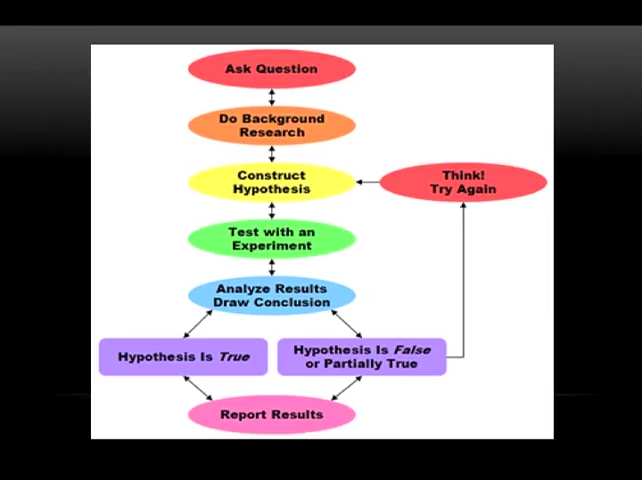 Ask Question
Do Background
Research
Construct
Hypothesis
Think!
Try Again
Test with an
Experiment
Analyze Results
Draw Conclusion
Hypothesis Is True
Hypothesis Is False
or Partially True
Report Results